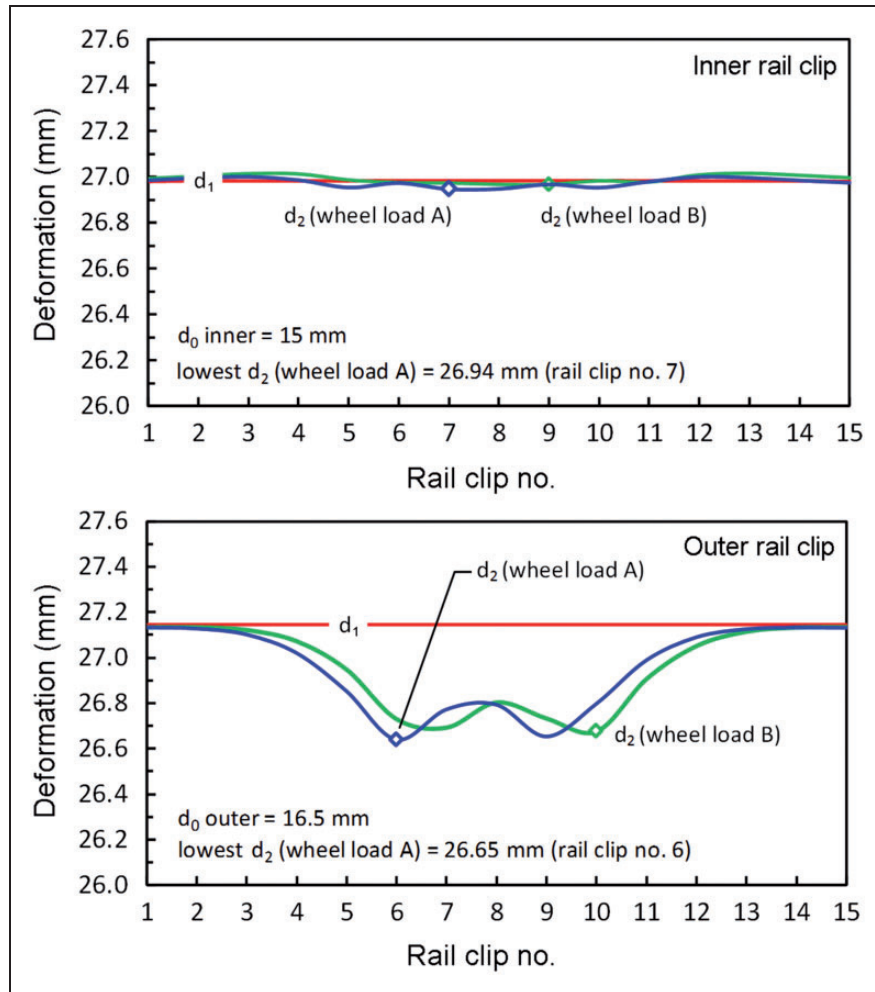 27.6
Inner rail clip
27.4
27.2
27.0
d₁
26.8
d₂ (wheel load A)
d₂ (wheel load B)
26.6
26.4
26.2
26.0
d₀ inner = 15 mm
lowest d₂ (wheel load A) = 26.94 mm (rail clip no. 7)
Deformation (mm)
1 2 3 4 5 6 7 8 9 10 11 12 13 14 15
Rail clip no.
27.6
Outer rail clip
27.4
d₂ (wheel load A)
27.2
d₁
27.0
26.8
26.6
d₂ (wheel load B)
26.4
26.2
26.0
d₀ outer = 16.5 mm
lowest d₂ (wheel load A) = 26.65 mm (rail clip no. 6)
Deformation (mm)
1 2 3 4 5 6 7 8 9 10 11 12 13 14 15
Rail clip no.